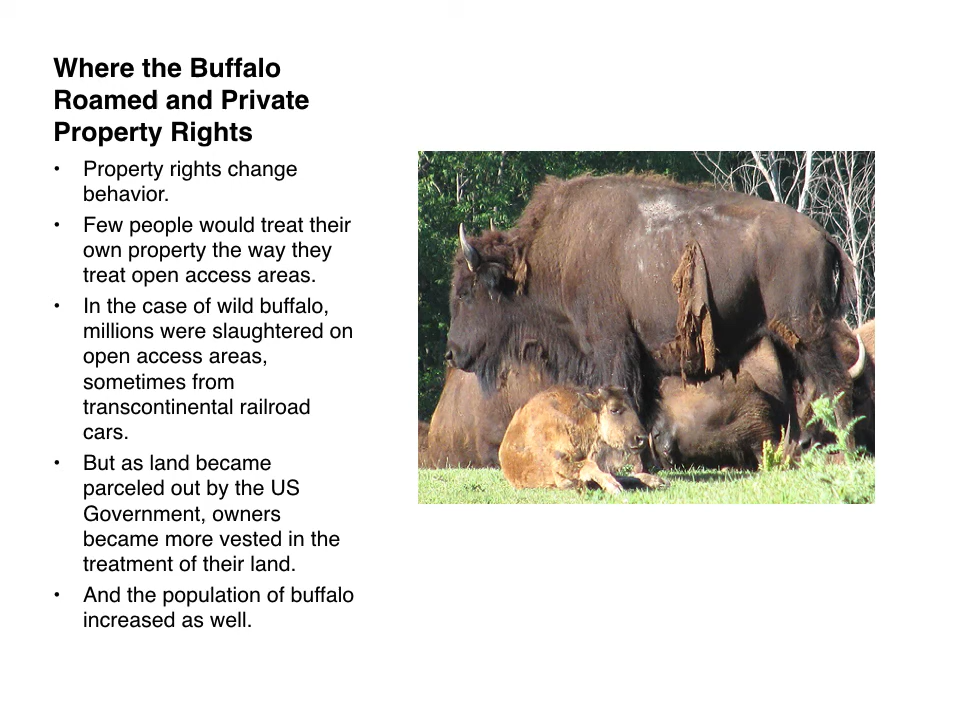 Where the Buffalo
Roamed and Private
Property Rights
• Property rights change
behavior.
• Few people would treat their
own property the way they
treat open access areas.
• In the case of wild buffalo,
millions were slaughtered on
open access areas,
sometimes from
transcontinental railroad
cars.
• But as land became
parceled out by the US
Government, owners
became more vested in the
treatment of their land.
• And the population of buffalo
increased as well.